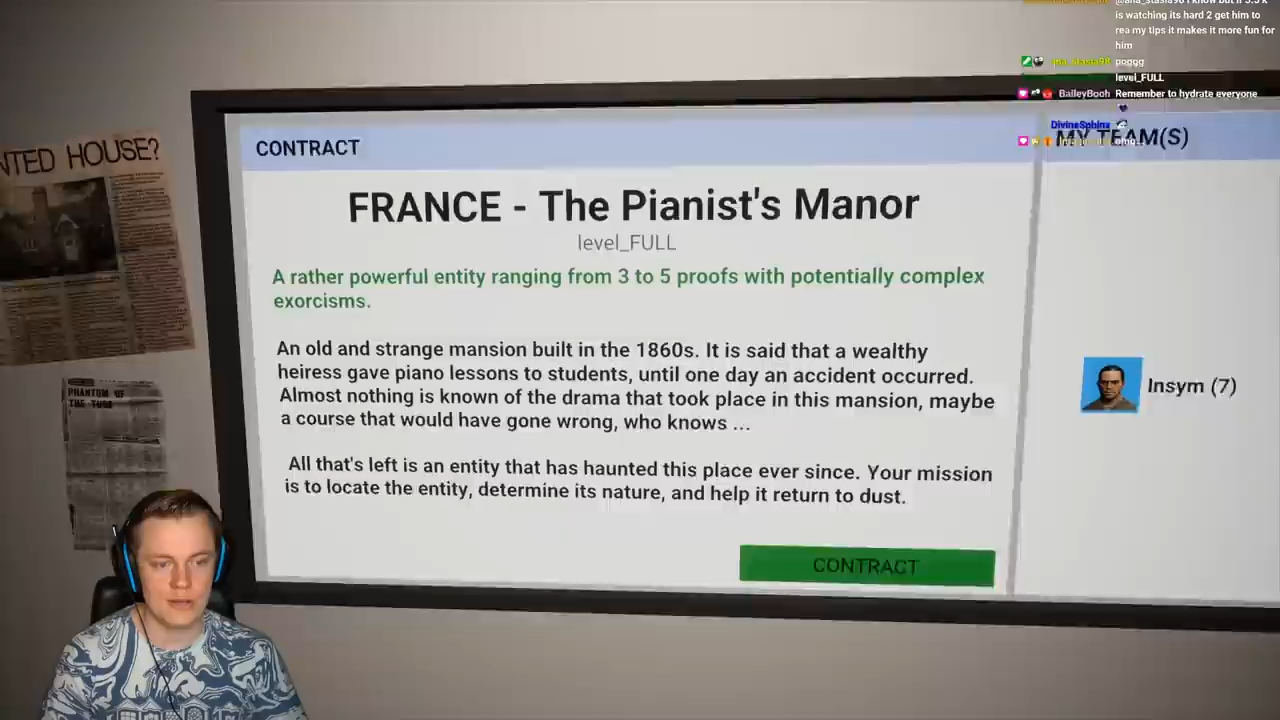 is watching its hard 2 get him to
rea my tips it makes it more fun for
him
poggg
level_FULL
BaileyBooh Remember to hydrate everyone
DivineSphinx
MY TEAM(S)
NTED HOUSE?
CONTRACT
FRANCE - The Pianist's Manor
level_FULL
A rather powerful entity ranging from 3 to 5 proofs with potentially complex
exorcisms.
An old and strange mansion built in the 1860s. It is said that a wealthy
heiress gave piano lessons to students, until one day an accident occurred.
Almost nothing is known of the drama that took place in this mansion, maybe
a course that would have gone wrong, who knows ...
All that's left is an entity that has haunted this place ever since. Your mission
is to locate the entity, determine its nature, and help it return to dust.
CONTRACT
Insym (7)
PHANTOM OF
THE TUBE